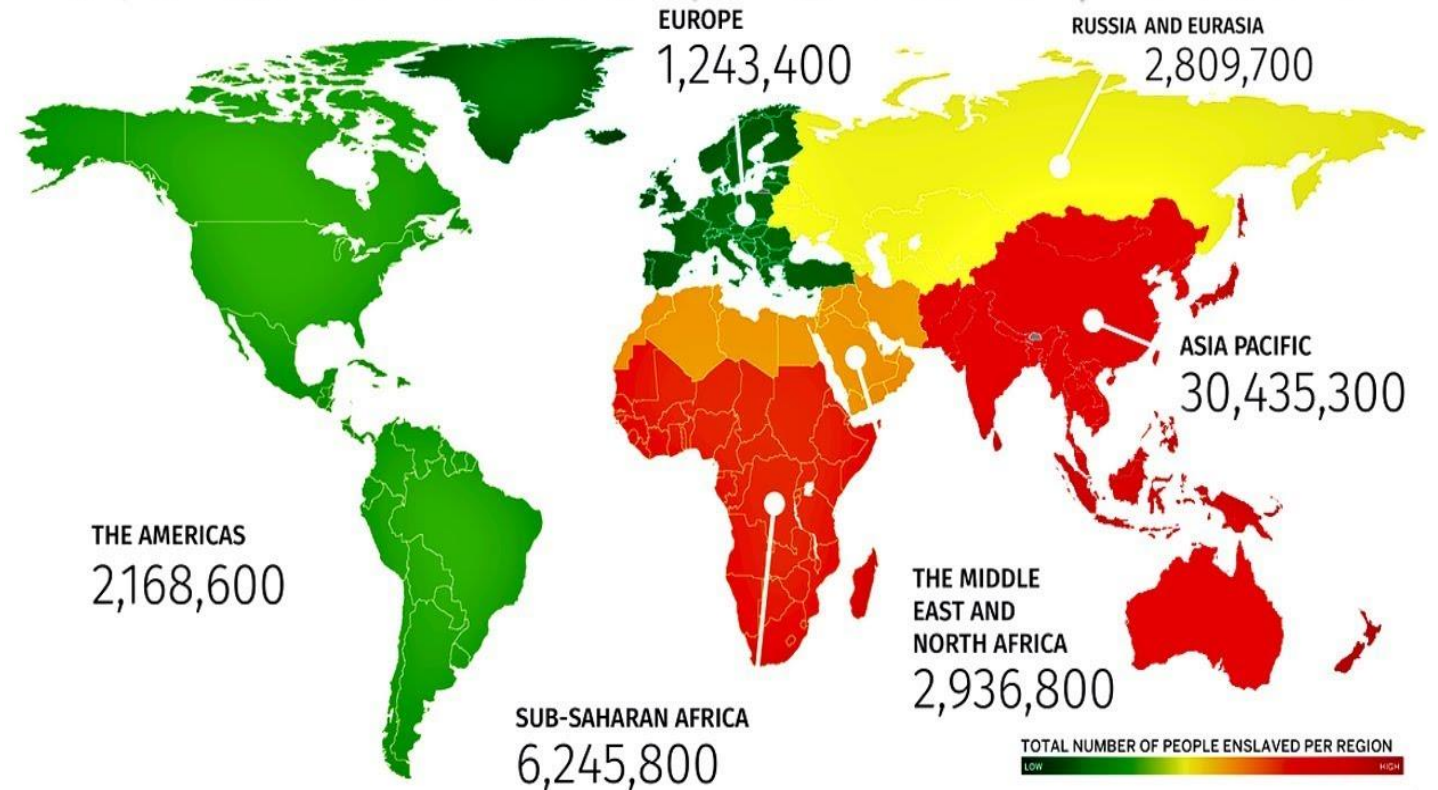 EUROPE
1,243,400
RUSSIA AND EURASIA
2,809,700
ASIA PACIFIC
30,435,300
THE AMERICAS
2,168,600
THE MIDDLE
EAST AND
NORTH AFRICA
2,936,800
SUB-SAHARAN AFRICA
6,245,800
TOTAL NUMBER OF PEOPLE ENSLAVED PER REGION
LOW
HIGH